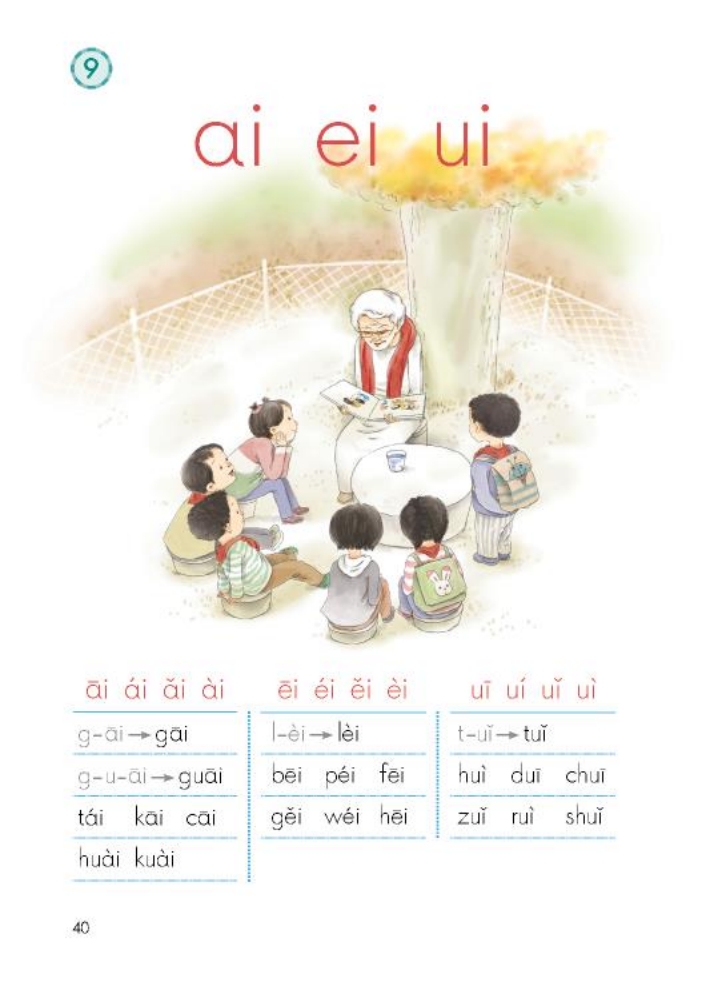 9
ɑi ei ui
āi ái ǎi ài
g-āi→gāi
g-u-āi→guāi
tái kāi cāi
huài kuài
ēi éi ěi èi
l-èi→lèi
bēi péi fēi
gěi wéi hēi
uī uí uǐ uì
t-uǐ→tuǐ
huì duī chuī
zuǐ ruì shuǐ
40